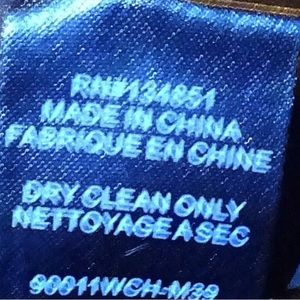 RN#134851
MADE IN CHINA
FABRIQUE EN CHINE
DRY CLEAN ONLY
NETTOYAGE A SEC
90011WCH-M39